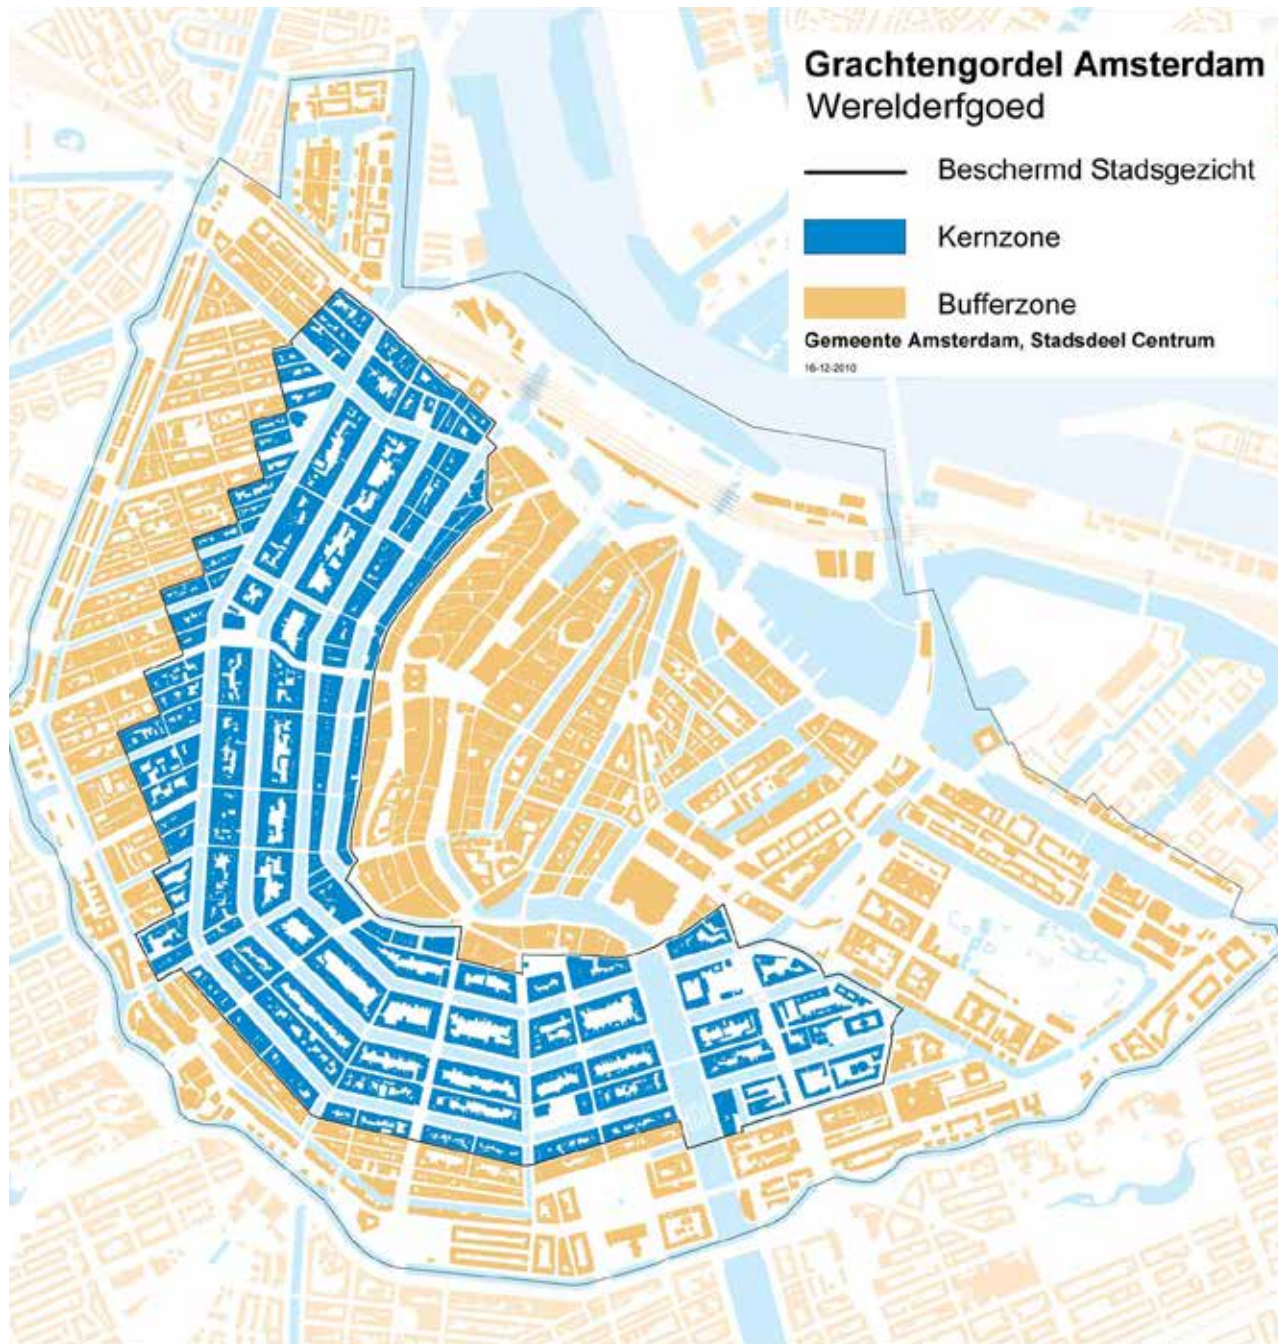 Grachtengordel Amsterdam
Werelderfgoed
Beschermd Stadsgezicht
Kernzone
Bufferzone
Gemeente Amsterdam, Stadsdeel Centrum
16-12-2010